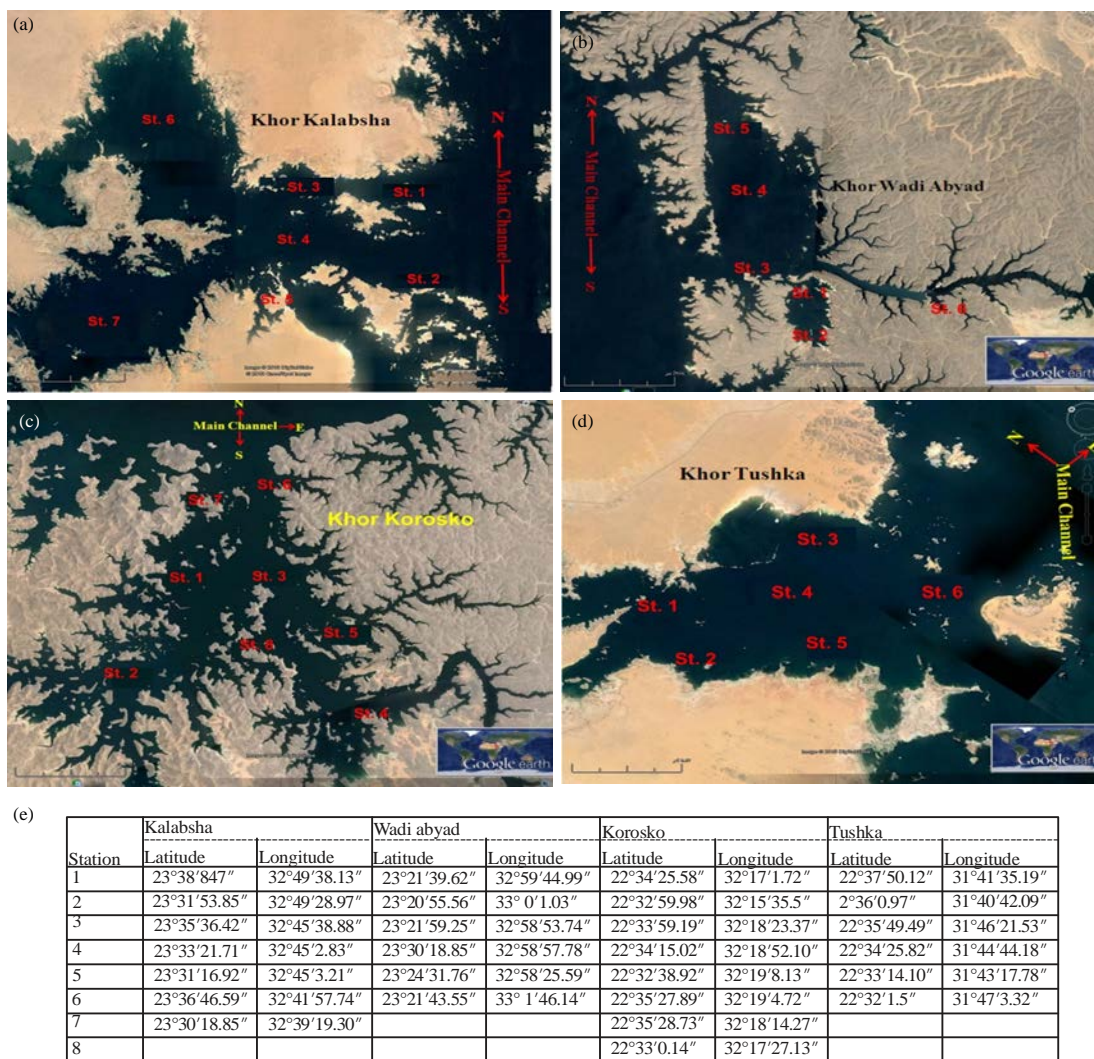 (a)
St. 6
Khor Kalabsha
N
Main Channel
S
St. 3
St. 1
St. 4
St. 2
St. 7
(b)
St. 5
N
Main Channel
S
St. 4
Khor Wadi Abyad
St. 3
St. 1
St. 2
St. 6
Google earth
(c)
N
Main Channel
E
S
St. 7
Khor Korosko
St. 1
St. 3
St. 5
St. 2
Google earth
(d)
Khor Tushka
N
Main Channel
St. 3
St. 1
St. 4
St. 6
St. 5
St. 2
Google earth
(e)
Kalabsha Wadi abyad Korosko Tushka
Station Latitude Longitude Latitude Longitude Latitude Longitude Latitude Longitude
1 23°38′847″ 32°49′38.13″ 23°21′39.62″ 32°59′44.99″ 22°34′25.58″ 32°17′1.72″ 22°37′50.12″ 31°41′35.19″
2 23°31′53.85″ 32°49′28.97″ 23°20′55.56″ 33° 0′1.03″ 22°32′59.98″ 32°15′35.5″ 2°36′0.97″ 31°40′42.09″
3 23°35′36.42″ 32°45′38.88″ 23°21′59.25″ 32°58′53.74″ 22°33′59.19″ 32°18′23.37″ 22°35′49.49″ 31°46′21.53″
4 23°33′21.71″ 32°45′2.83″ 23°30′18.85″ 32°58′57.78″ 22°34′15.02″ 32°18′52.10″ 22°34′25.82″ 31°44′44.18″
5 23°31′16.92″ 32°45′3.21″ 23°24′31.76″ 32°58′25.59″ 22°32′38.92″ 32°19′8.13″ 22°33′14.10″ 31°43′17.78″
6 23°36′46.59″ 32°41′57.74″ 23°21′43.55″ 33° 1′46.14″ 22°35′27.89″ 32°19′4.72″ 22°32′1.5″ 31°47′3.32″
7 23°30′18.85″ 32°39′19.30″ 22°35′28.73″ 32°18′14.27″
8 22°33′0.14″ 32°17′27.13″